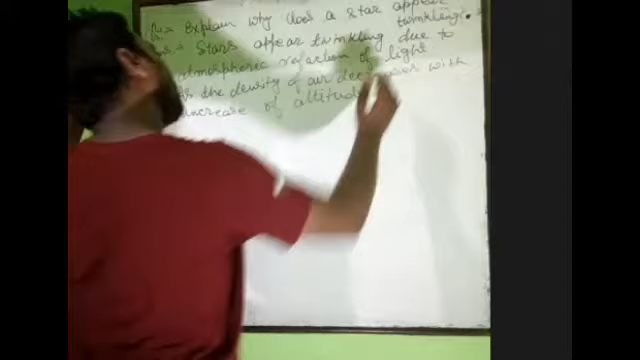 Q:- Explain why does a star appear twinkling?
Ans:- Stars appear twinkling due to
atmospheric refraction of light
As the density of air decreases with
increase of altitude